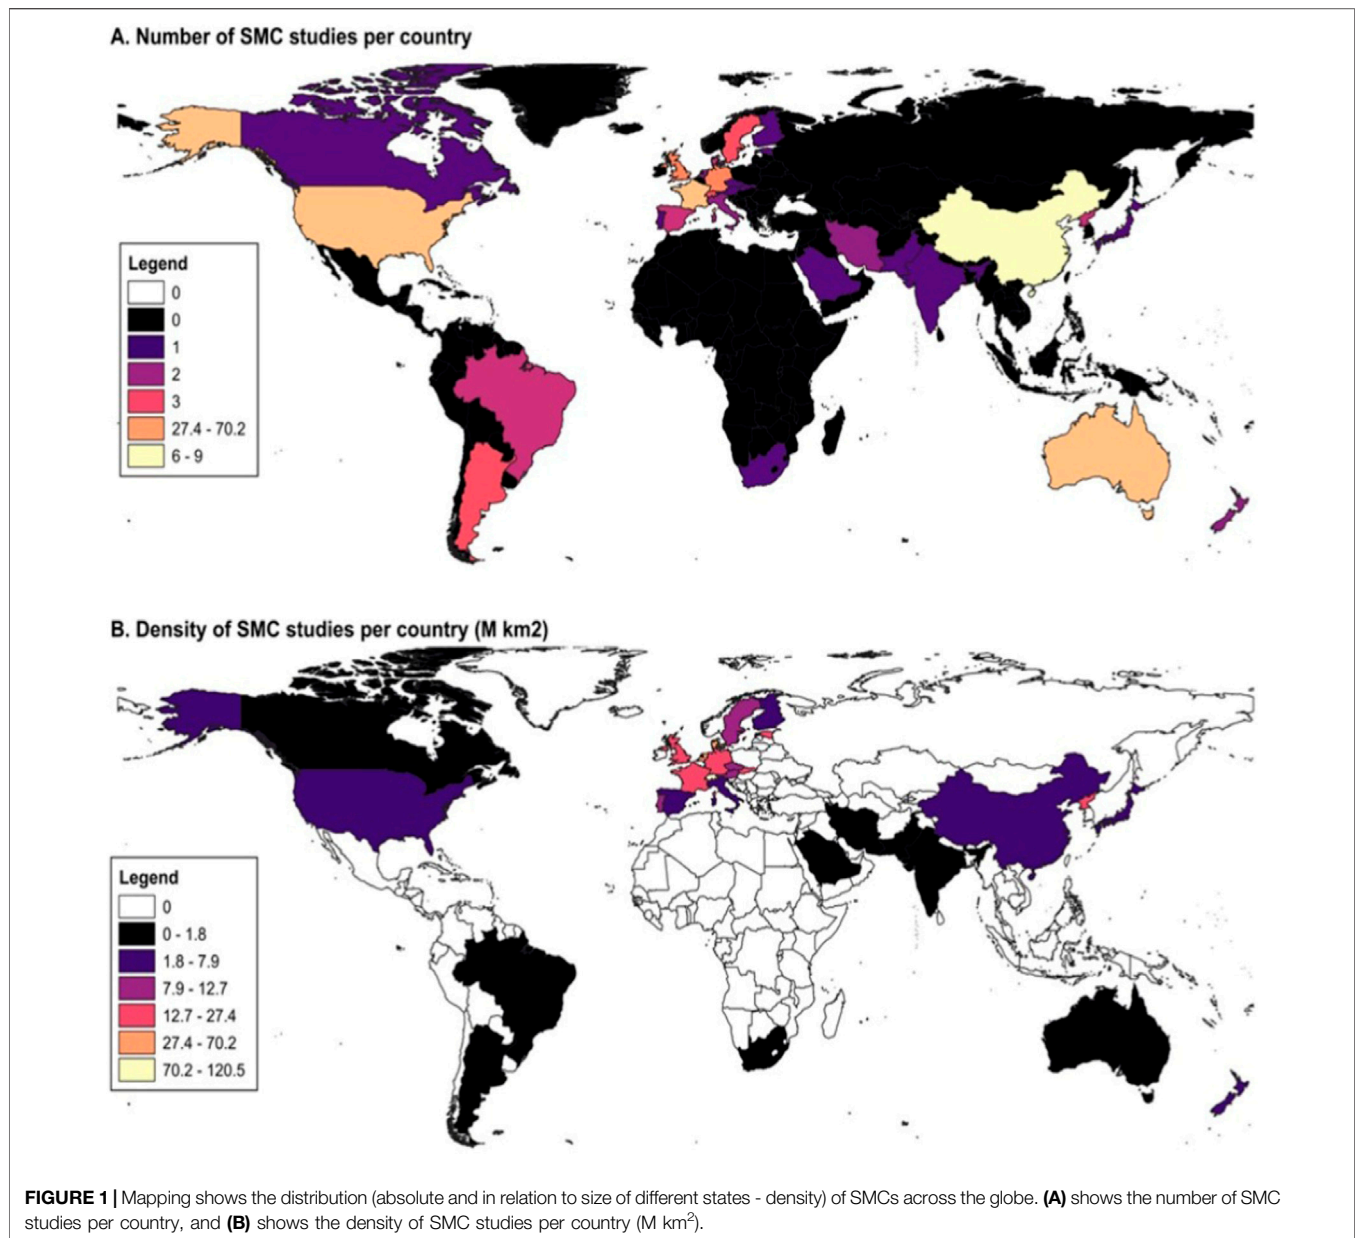 A. Number of SMC studies per country
Legend
0
0
1
2
3
27.4 - 70.2
6 - 9
B. Density of SMC studies per country (M km2)
Legend
0
0 - 1.8
1.8 - 7.9
7.9 - 12.7
12.7 - 27.4
27.4 - 70.2
70.2 - 120.5
FIGURE 1 | Mapping shows the distribution (absolute and in relation to size of different states - density) of SMCs across the globe. (A) shows the number of SMC
studies per country, and (B) shows the density of SMC studies per country (M km²).